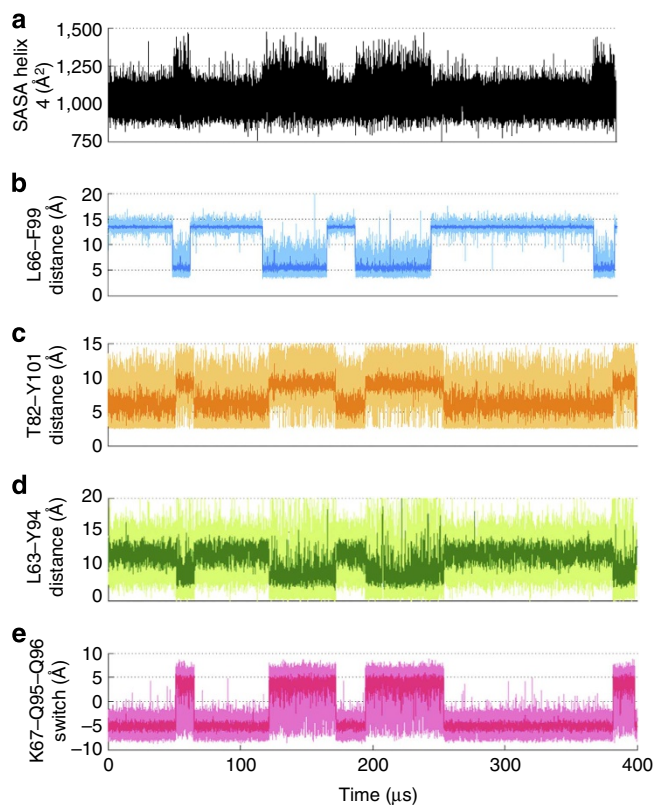 a
1,500
1,250
1,000
750
SASA helix
4 (Å²)
b
20
15
10
5
0
L66–F99
distance (Å)
c
15
10
5
0
T82–Y101
distance (Å)
d
20
15
10
0
L63–Y94
distance (Å)
e
10
5
0
–5
–10
K67–Q95–Q96
switch (Å)
0 100 200 300 400
Time (μs)